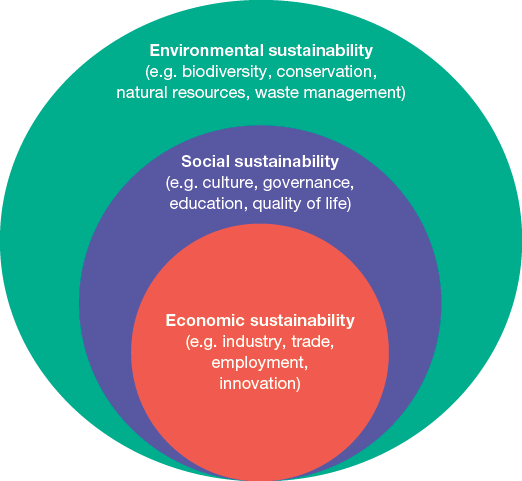 Environmental sustainability
(e.g. biodiversity, conservation,
natural resources, waste management)
Social sustainability
(e.g. culture, governance,
education, quality of life)
Economic sustainability
(e.g. industry, trade,
employment,
innovation)